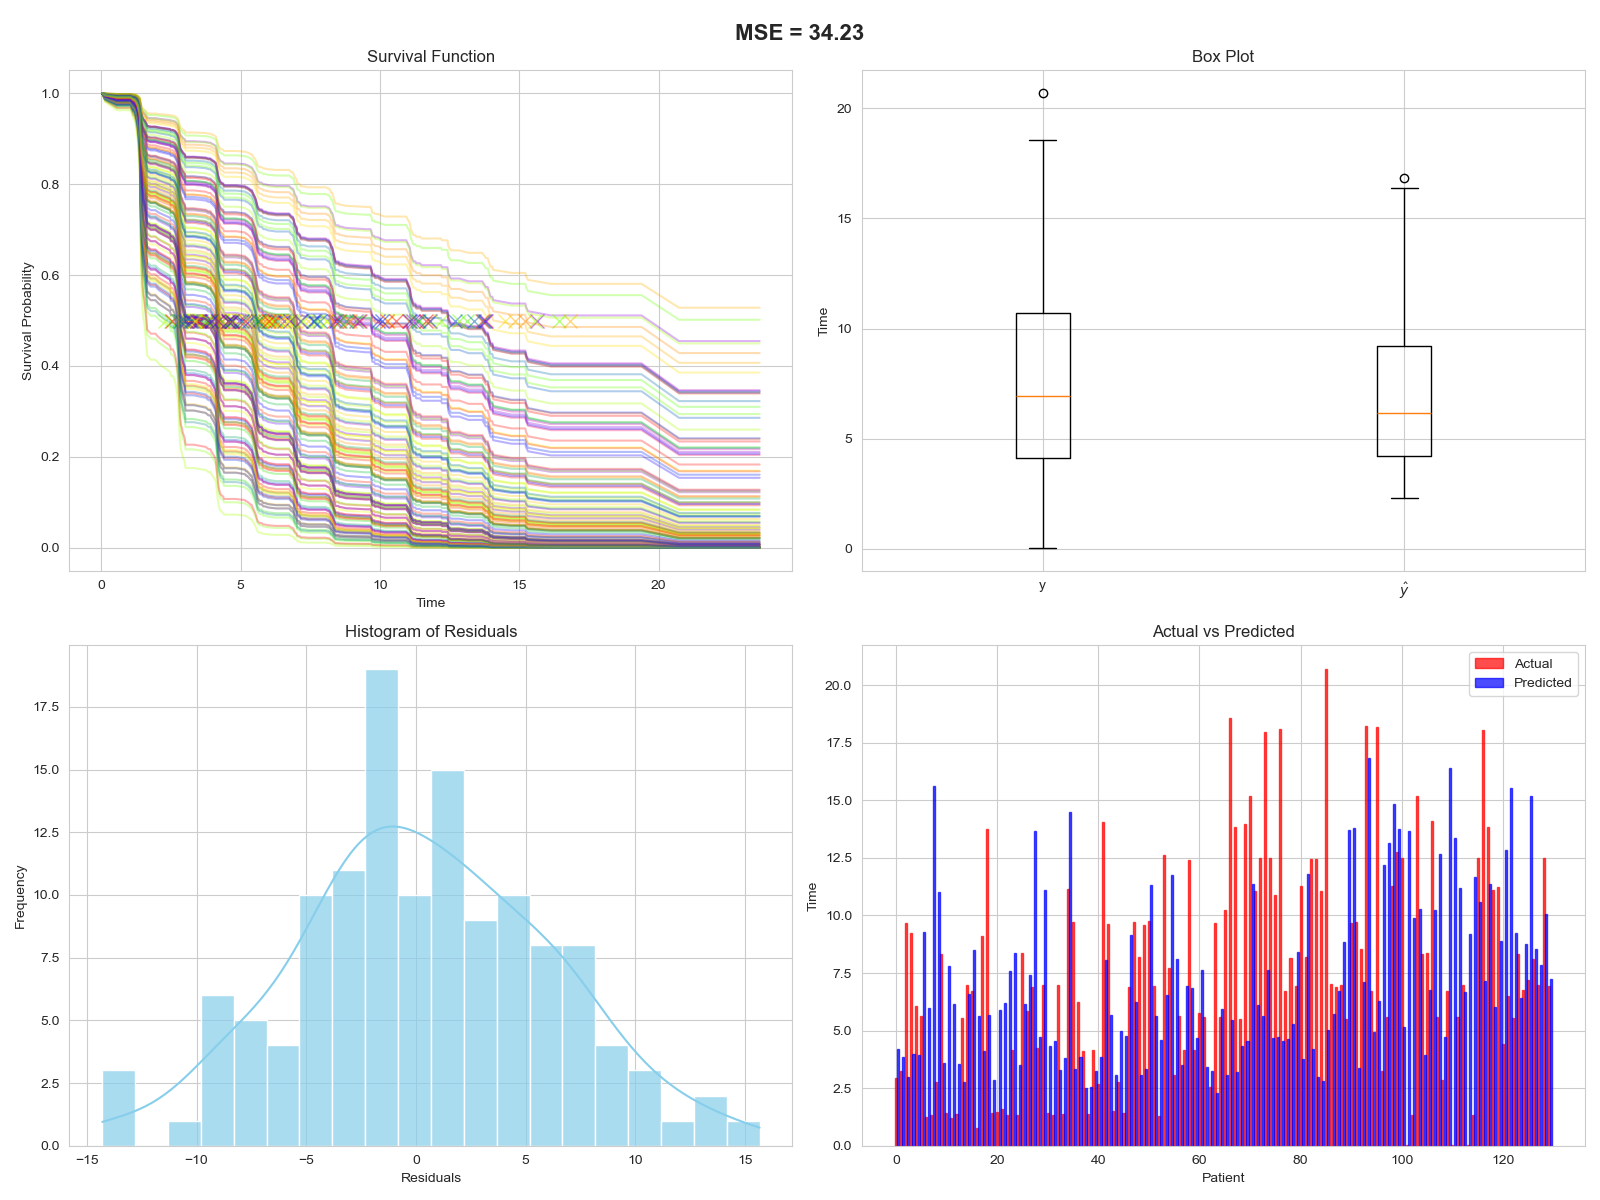 MSE = 34.23
Survival Function
1.0
0.8
0.6
0.4
0.2
0.0
Survival Probability
0 5 10 15 20
Time
Box Plot
20
15
10
5
0
Time
y ŷ
Histogram of Residuals
17.5
15.0
12.5
10.0
7.5
5.0
2.5
0.0
Frequency
−15 −10 −5 0 5 10 15
Residuals
Actual vs Predicted
Actual
Predicted
20.0
17.5
15.0
12.5
10.0
7.5
5.0
2.5
0.0
Time
0 20 40 60 80 100 120
Patient